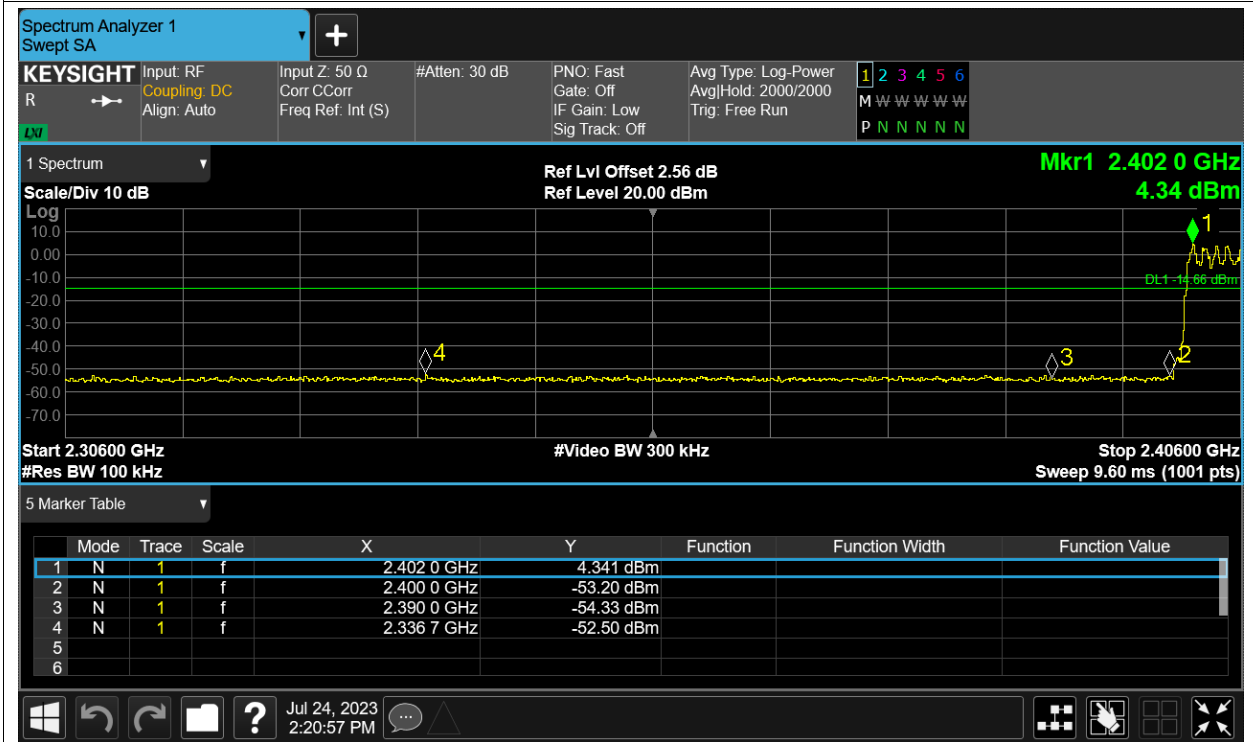 Spectrum Analyzer 1
Swept SA
KEYSIGHT Input: RF Input Z: 50 Ω #Atten: 30 dB PNO: Fast Avg Type: Log-Power 1 2 3 4 5 6
R Coupling: DC Corr CCorr Gate: Off Avg|Hold: 2000/2000 M W W W W W
Align: Auto Freq Ref: Int (S) IF Gain: Low Trig: Free Run
LXI Sig Track: Off P N N N N N
1 Spectrum Ref Lvl Offset 2.56 dB Mkr1 2.402 0 GHz
Scale/Div 10 dB Ref Level 20.00 dBm 4.34 dBm
Log
10.0
0.00
-10.0
-20.0
-30.0
-40.0
-50.0
-60.0
-70.0
1
DL1 -14.66 dBm
4
3
2
Start 2.30600 GHz #Video BW 300 kHz Stop 2.40600 GHz
#Res BW 100 kHz Sweep 9.60 ms (1001 pts)
5 Marker Table
Mode Trace Scale X Y Function Function Width Function Value
1 N 1 f 2.402 0 GHz 4.341 dBm
2 N 1 f 2.400 0 GHz -53.20 dBm
3 N 1 f 2.390 0 GHz -54.33 dBm
4 N 1 f 2.336 7 GHz -52.50 dBm
5
6
? Jul 24, 2023
2:20:57 PM